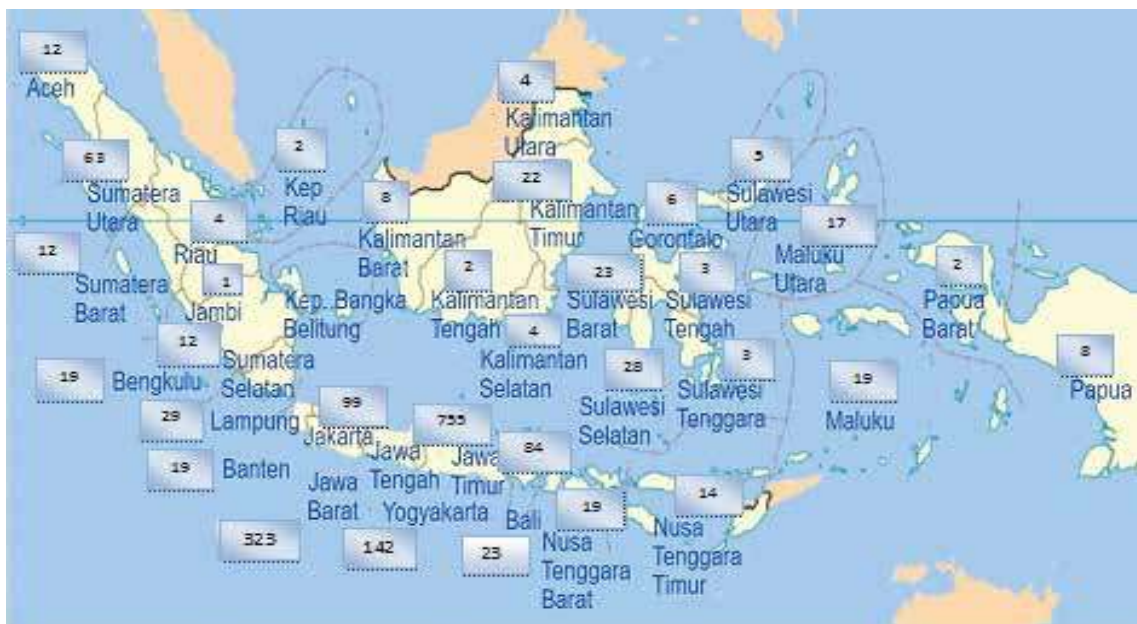 12
Aceh
4
Kalimantan
Utara
63
Sumatera
Utara
2
Kep
Riau
5
Sulawesi
Utara
22
Kalimantan
Timur
8
Kalimantan
Barat
6
Gorontalo
17
Maluku
Utara
4
Riau
12
Sumatera
Barat
1
Jambi
Kep. Bangka
Belitung
2
Kalimantan
Tengah
23
Sulawesi
Barat
3
Sulawesi
Tengah
2
Papua
Barat
12
Sumatera
Selatan
4
Kalimantan
Selatan
28
Sulawesi
Selatan
3
Sulawesi
Tenggara
19
Maluku
8
Papua
19
Bengkulu
29
Lampung
99
Jakarta
755
Jawa
Timur
Jawa
Tengah
84
Bali
19
Banten
Jawa
Barat
Yogyakarta
19
Nusa
Tenggara
Barat
14
Nusa
Tenggara
Timur
323
142
23